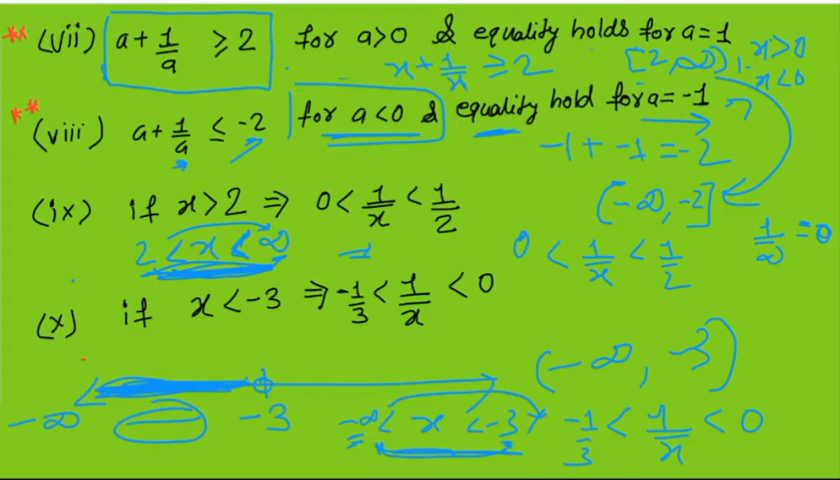 ** (vii) a + 1/a ≥ 2 for a>0 & equality holds for a=1
x + 1/x ≥ 2 [2, ∞) x>0
x<0
** (viii) a + 1/a ≤ -2 for a<0 & equality hold for a=-1
-1 + -1 = -2
(-∞, -2]
(ix) if x>2 ⇒ 0 < 1/x < 1/2
2 < x < ∞ ⇒ 0 < 1/x < 1/2 1/∞ = 0
(x) if x < -3 ⇒ -1/3 < 1/x < 0
(-∞, -3)
-∞ -3 -∞ < x < -3 -1/3 < 1/x < 0